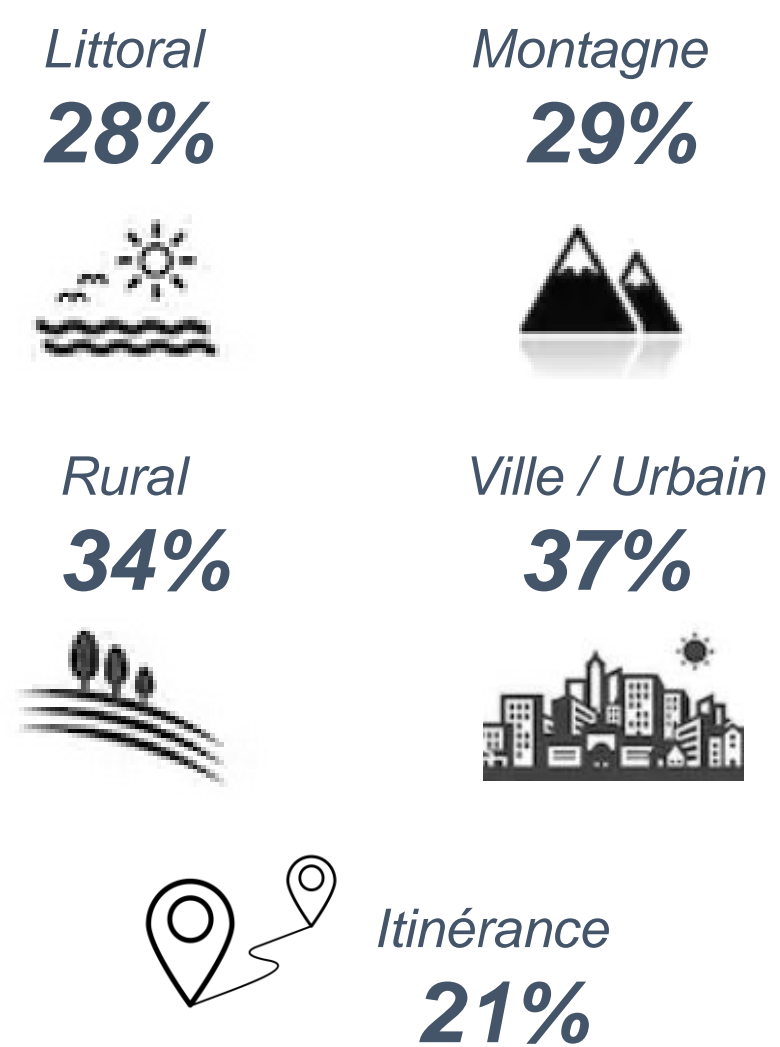 Littoral
28%
Montagne
29%
Rural
34%
Ville / Urbain
37%
Itinérance
21%